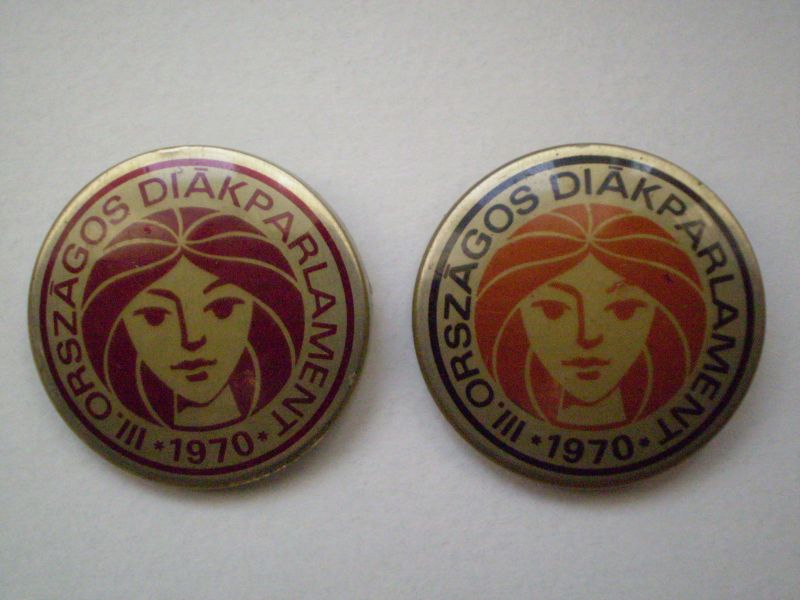 III. ORSZÁGOS DIÁKPARLAMENT
*1970*
III. ORSZÁGOS DIÁKPARLAMENT
*1970*